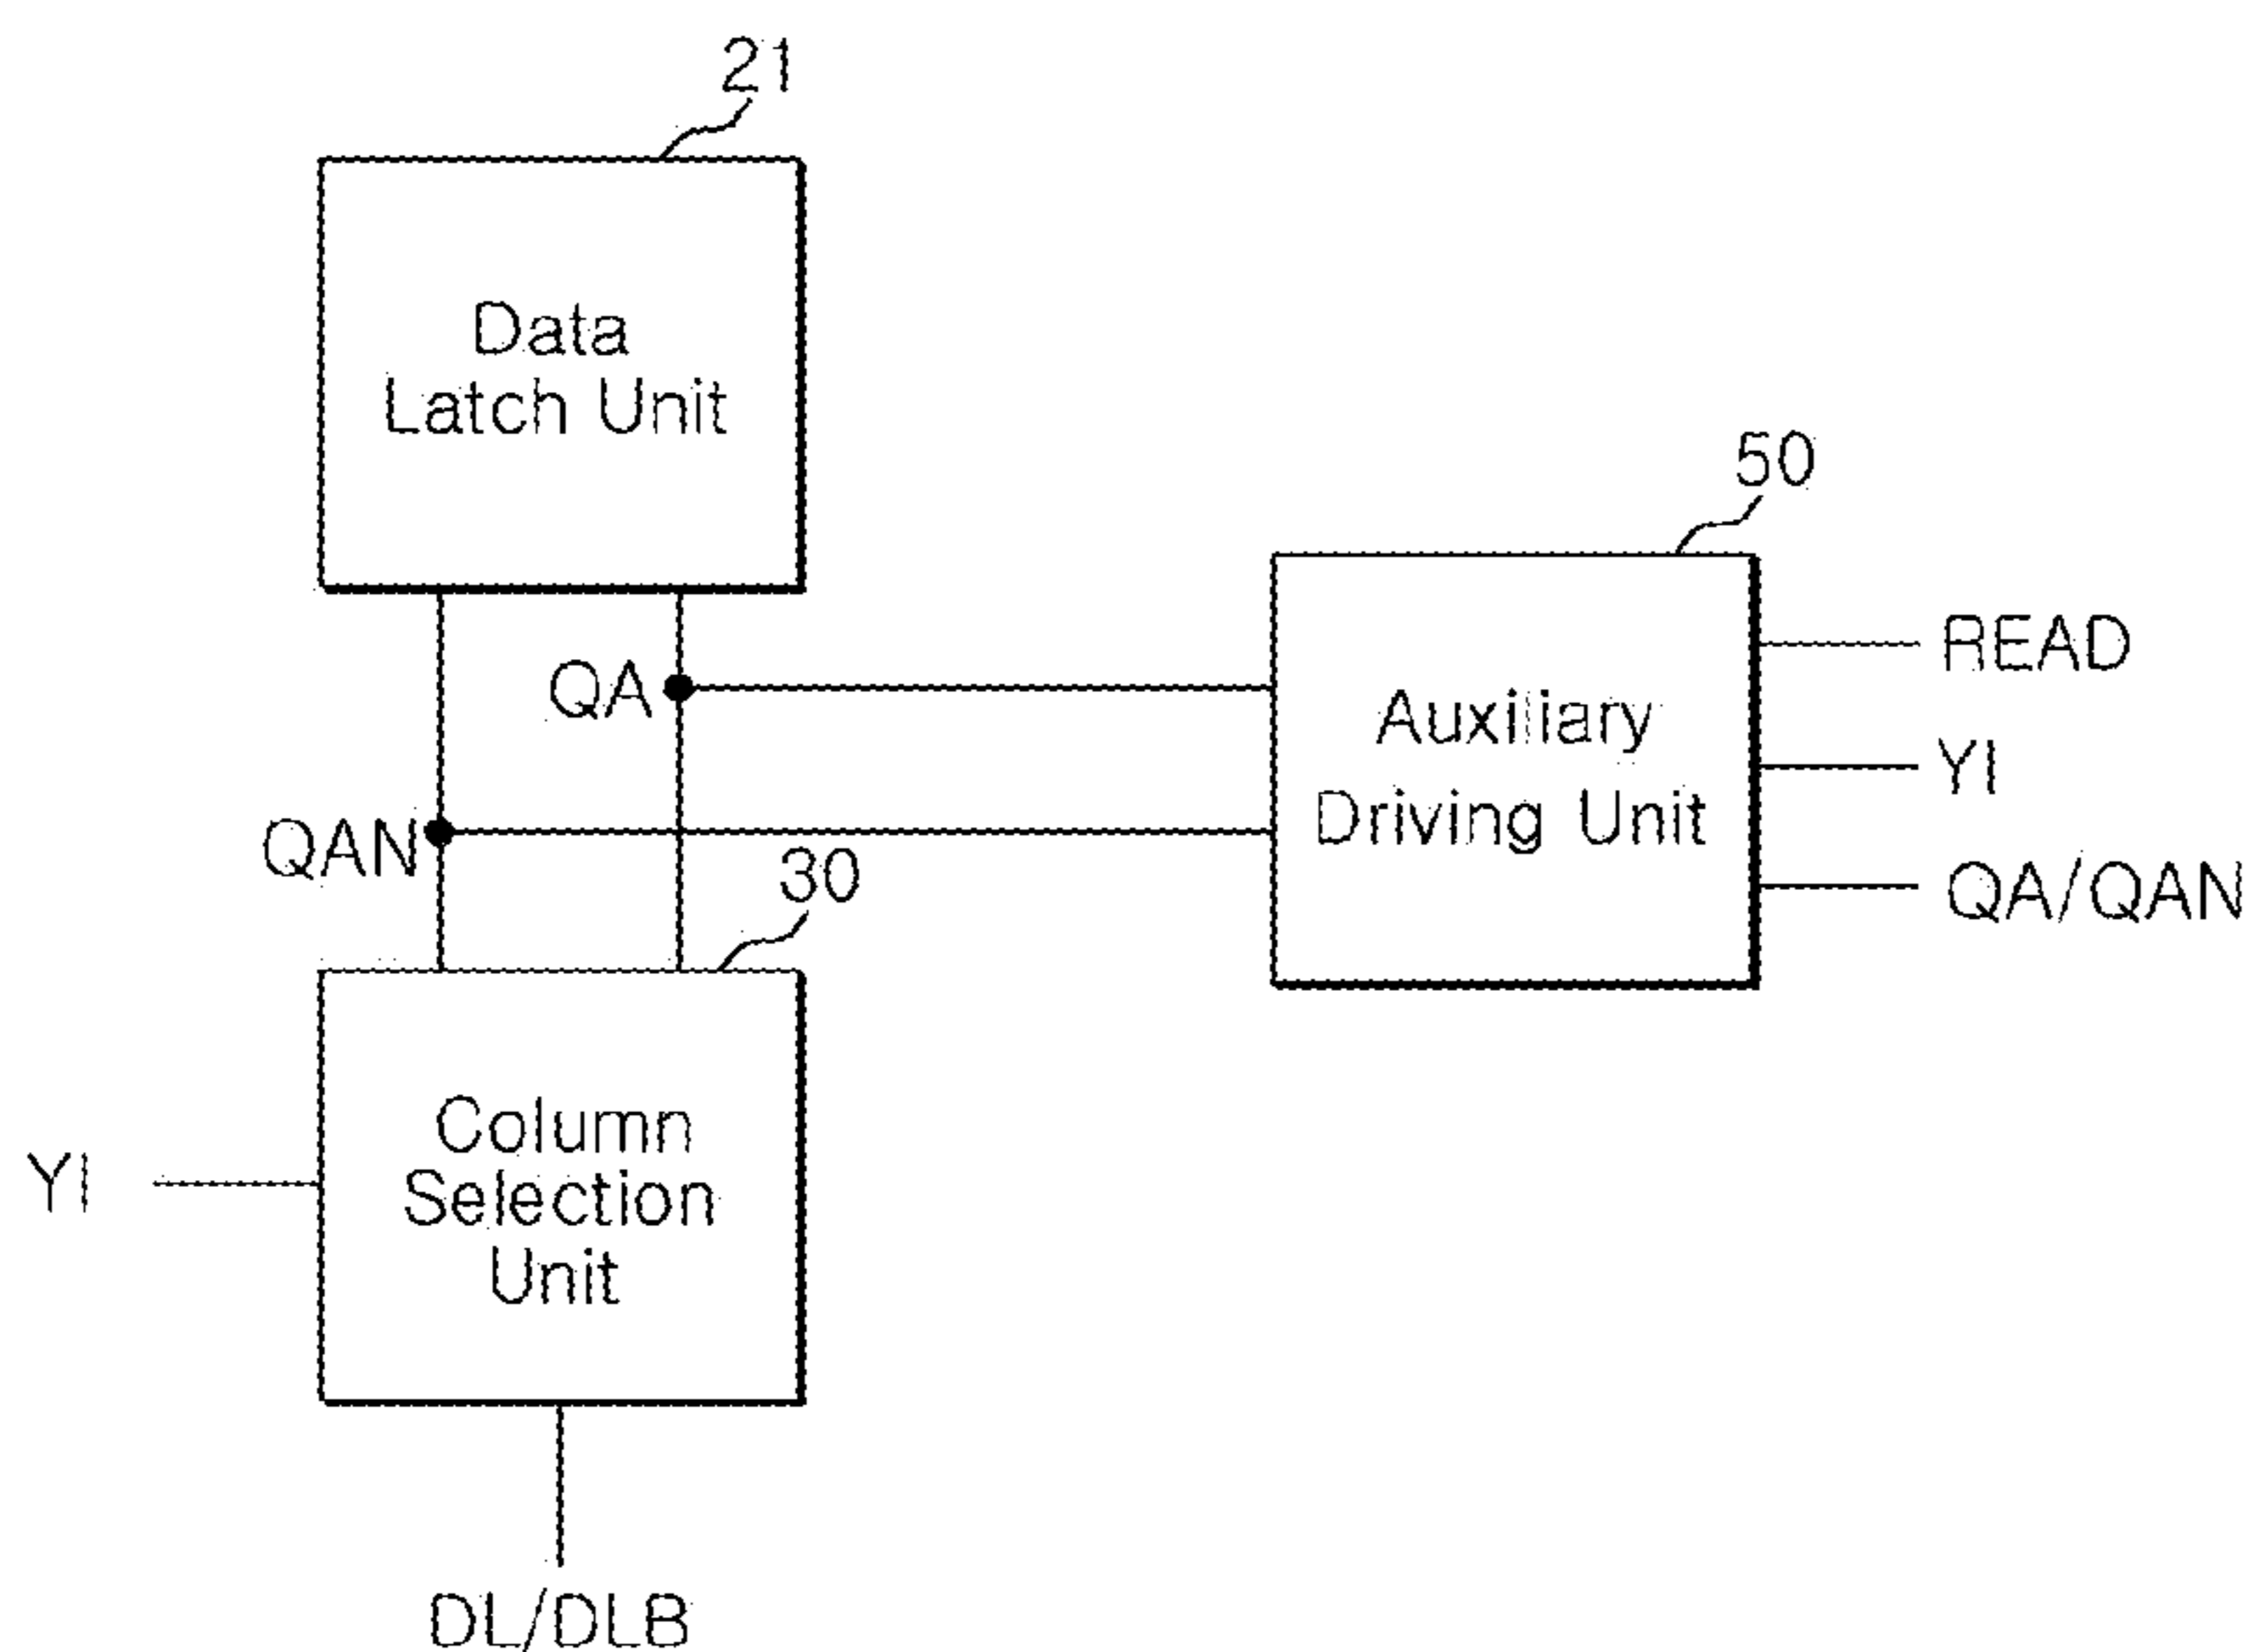 21
Data
Latch Unit
50
READ
QA
Auxiliary
YI
Driving Unit
QAN
30
QA/QAN
Column
YI
Selection
Unit
DL/DLB